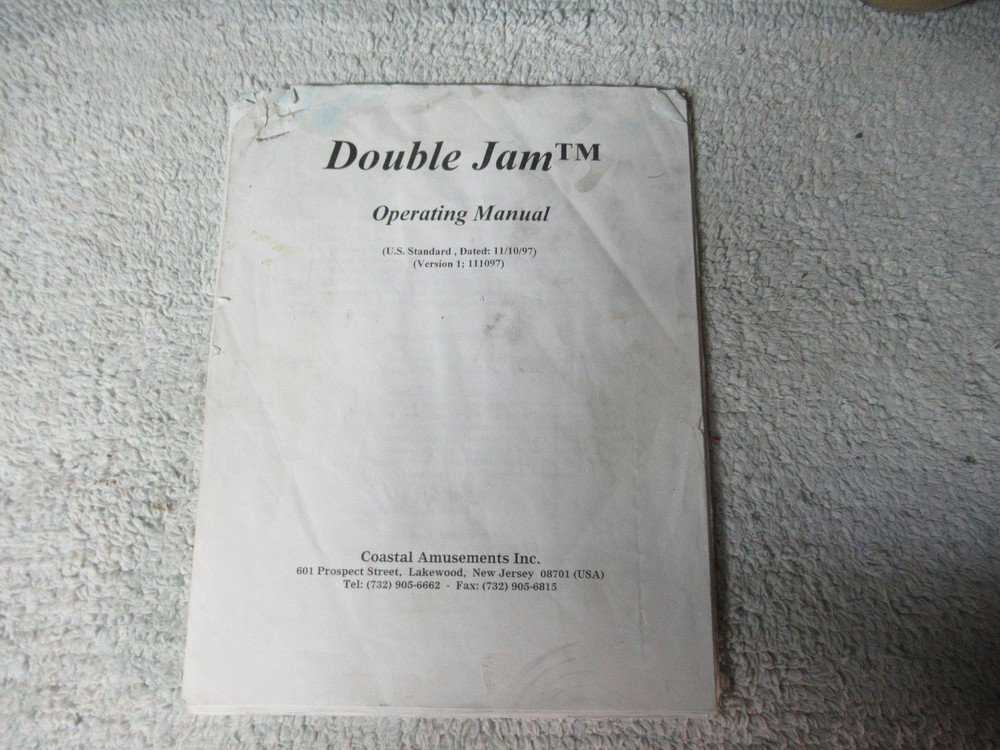 Double Jam™
Operating Manual
(U.S. Standard , Dated: 11/10/97)
(Version 1; 111097)
Coastal Amusements Inc.
601 Prospect Street, Lakewood, New Jersey 08701 (USA)
Tel: (732) 905-6662 - Fax: (732) 905-6815